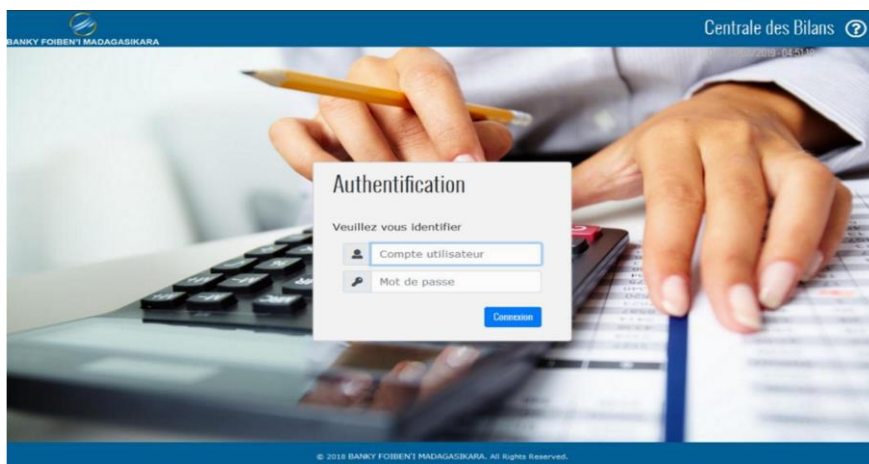 Centrale des Bilans
BANKY FOIBEN'I MADAGASIKARA
Authentification
Veuillez vous identifier
Compte utilisateur
Mot de passe
Connexion
© 2018 BANKY FOIBEN'I MADAGASIKARA. All Rights Reserved.